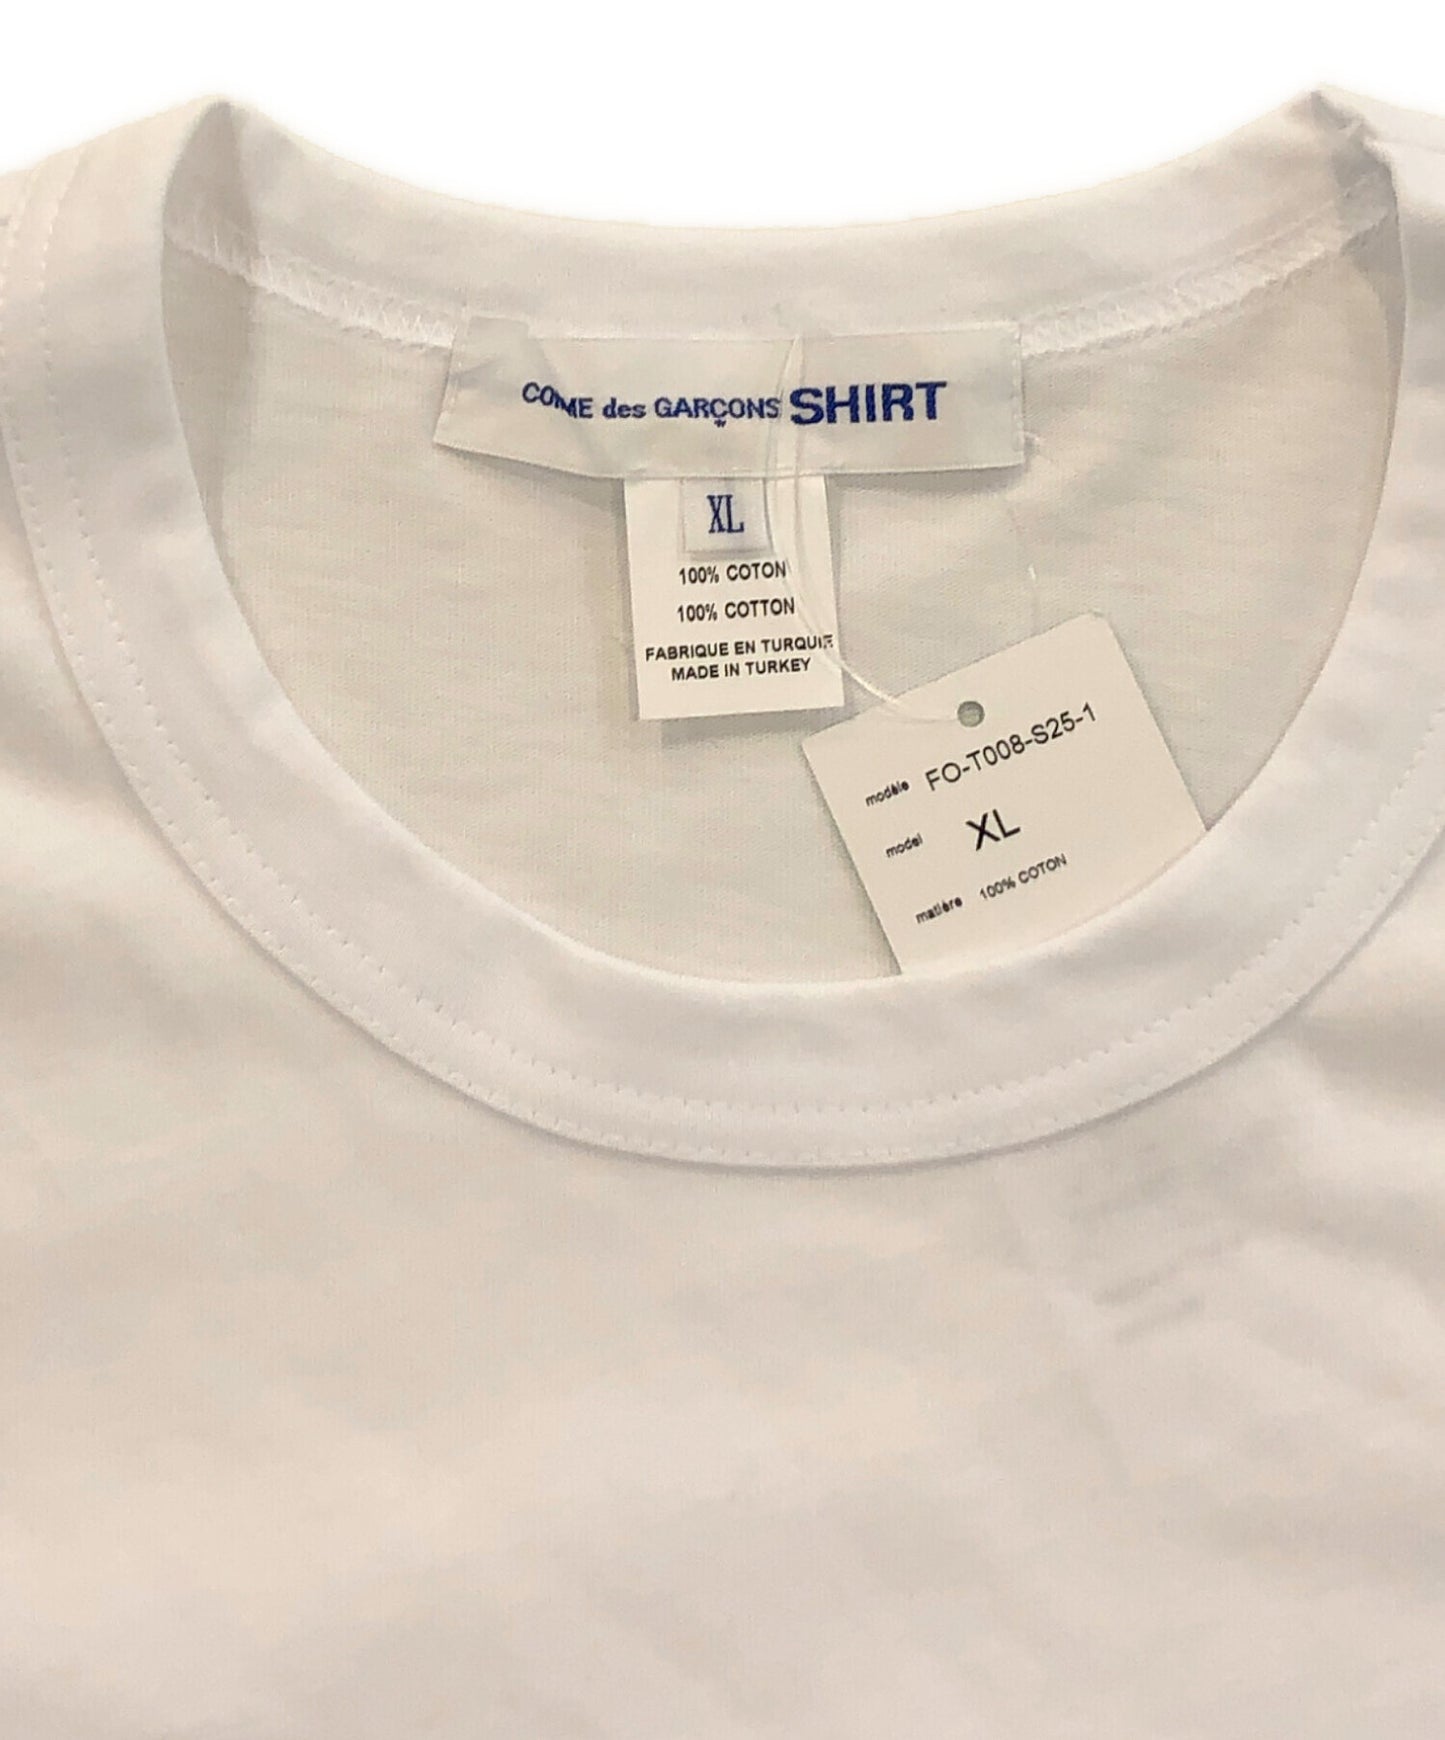 COMME des GARÇONS SHIRT
XL
100% COTON
100% COTTON
FABRIQUE EN TURQUIE
MADE IN TURKEY
modèle FO-T008-S25-1
model XL
matière 100% COTON